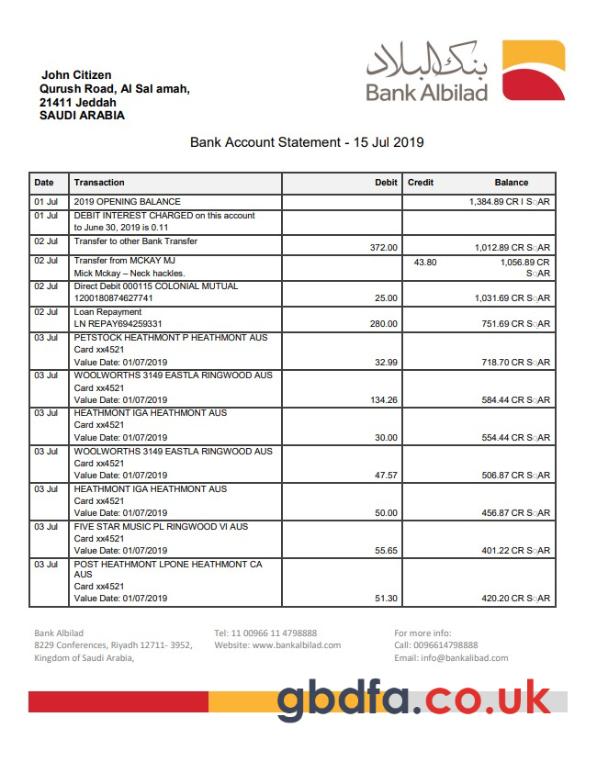 بنك البلاد
Bank Albilad
John Citizen
Qurush Road, Al Sal amah,
21411 Jeddah
SAUDI ARABIA
Bank Account Statement - 15 Jul 2019
Date Transaction Debit Credit Balance
01 Jul 2019 OPENING BALANCE 1,384.89 CR I S AR
01 Jul DEBIT INTEREST CHARGED on this account
to June 30, 2019 is 0.11
02 Jul Transfer to other Bank Transfer
372.00 1,012.89 CR S AR
02 Jul Transfer from MCKAY MJ 43.80 1,056.89 CR
Mick Mckay – Neck hackles. S AR
02 Jul Direct Debit 000115 COLONIAL MUTUAL
1200180874627741 25.00 1,031.69 CR S AR
02 Jul Loan Repayment
LN REPAY694259331 280.00 751.69 CR S AR
03 Jul PETSTOCK HEATHMONT P HEATHMONT AUS
Card xx4521
Value Date: 01/07/2019 32.99 718.70 CR S AR
03 Jul WOOLWORTHS 3149 EASTLA RINGWOOD AUS
Card xx4521
Value Date: 01/07/2019 134.26 584.44 CR S AR
03 Jul HEATHMONT IGA HEATHMONT AUS
Card xx4521
Value Date: 01/07/2019 30.00 554.44 CR S AR
03 Jul WOOLWORTHS 3149 EASTLA RINGWOOD AUS
Card xx4521
Value Date: 01/07/2019 47.57 506.87 CR S AR
03 Jul HEATHMONT IGA HEATHMONT AUS
Card xx4521
Value Date: 01/07/2019 50.00 456.87 CR S AR
03 Jul FIVE STAR MUSIC PL RINGWOOD VI AUS
Card xx4521
Value Date: 01/07/2019 55.65 401.22 CR S AR
03 Jul POST HEATHMONT LPONE HEATHMONT CA
AUS
Card xx4521
Value Date: 01/07/2019 51.30 420.20 CR S AR
Bank Albilad Tel: 11 00966 11 4798888 For more info:
8229 Conferences, Riyadh 12711- 3952, Website: www.bankalbilad.com Call: 0096614798888
Kingdom of Saudi Arabia, Email: info@bankalibad.com
gbdfa.co.uk